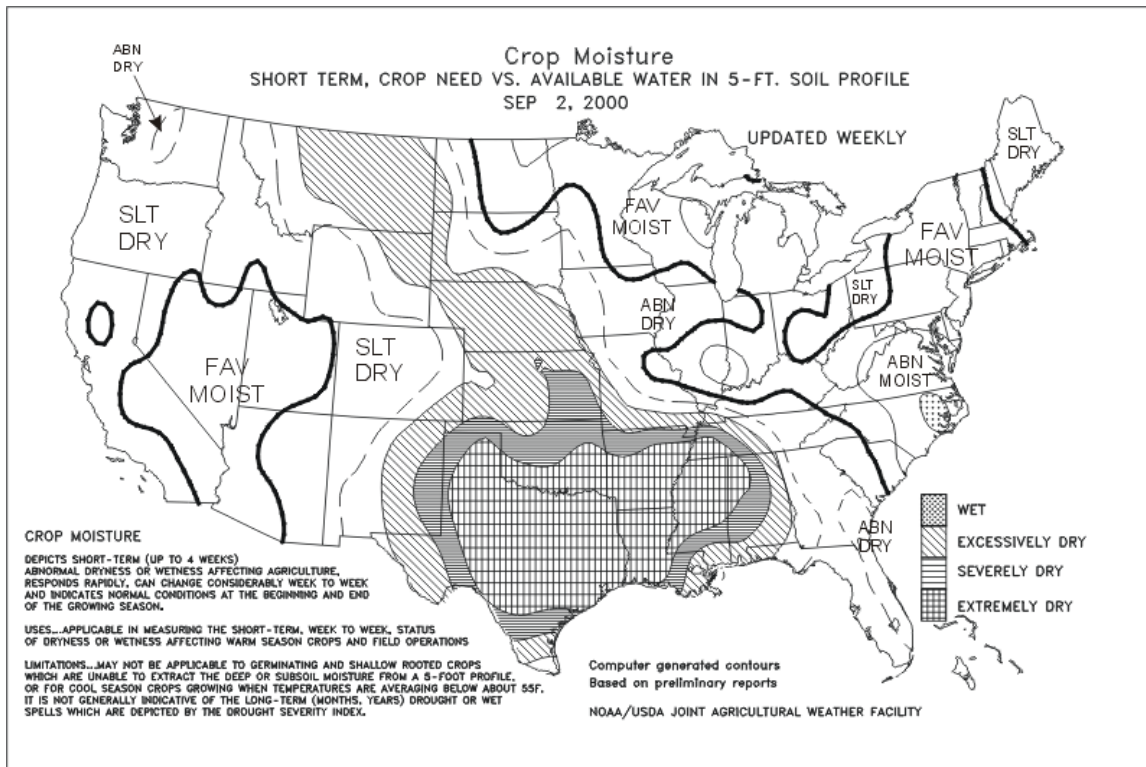 Crop Moisture
SHORT TERM, CROP NEED VS. AVAILABLE WATER IN 5-FT. SOIL PROFILE
SEP 2, 2000
UPDATED WEEKLY
ABN
DRY
SLT
DRY
SLT
DRY
FAV
MOIST
FAV
MOIST
SLT
DRY
ABN
DRY
FAV
MOIST
SLT
DRY
ABN
MOIST
ABN
DRY
WET
EXCESSIVELY DRY
SEVERELY DRY
EXTREMELY DRY
CROP MOISTURE
DEPICTS SHORT-TERM (UP TO 4 WEEKS)
ABNORMAL DRYNESS OR WETNESS AFFECTING AGRICULTURE,
RESPONDS RAPIDLY, CAN CHANGE CONSIDERABLY WEEK TO WEEK
AND INDICATES NORMAL CONDITIONS AT THE BEGINNING AND END
OF THE GROWING SEASON.
USES...APPLICABLE IN MEASURING THE SHORT-TERM, WEEK TO WEEK, STATUS
OF DRYNESS OR WETNESS AFFECTING WARM SEASON CROPS AND FIELD OPERATIONS
LIMITATIONS...MAY NOT BE APPLICABLE TO GERMINATING AND SHALLOW ROOTED CROPS
WHICH ARE UNABLE TO EXTRACT THE DEEP OR SUBSOIL MOISTURE FROM A 5-FOOT PROFILE,
OR FOR COOL SEASON CROPS GROWING WHEN TEMPERATURES ARE AVERAGING BELOW ABOUT 55F.
IT IS NOT GENERALLY INDICATIVE OF THE LONG-TERM (MONTHS, YEARS) DROUGHT OR WET
SPELLS WHICH ARE DEPICTED BY THE DROUGHT SEVERITY INDEX.
Computer generated contours
Based on preliminary reports
NOAA/USDA JOINT AGRICULTURAL WEATHER FACILITY